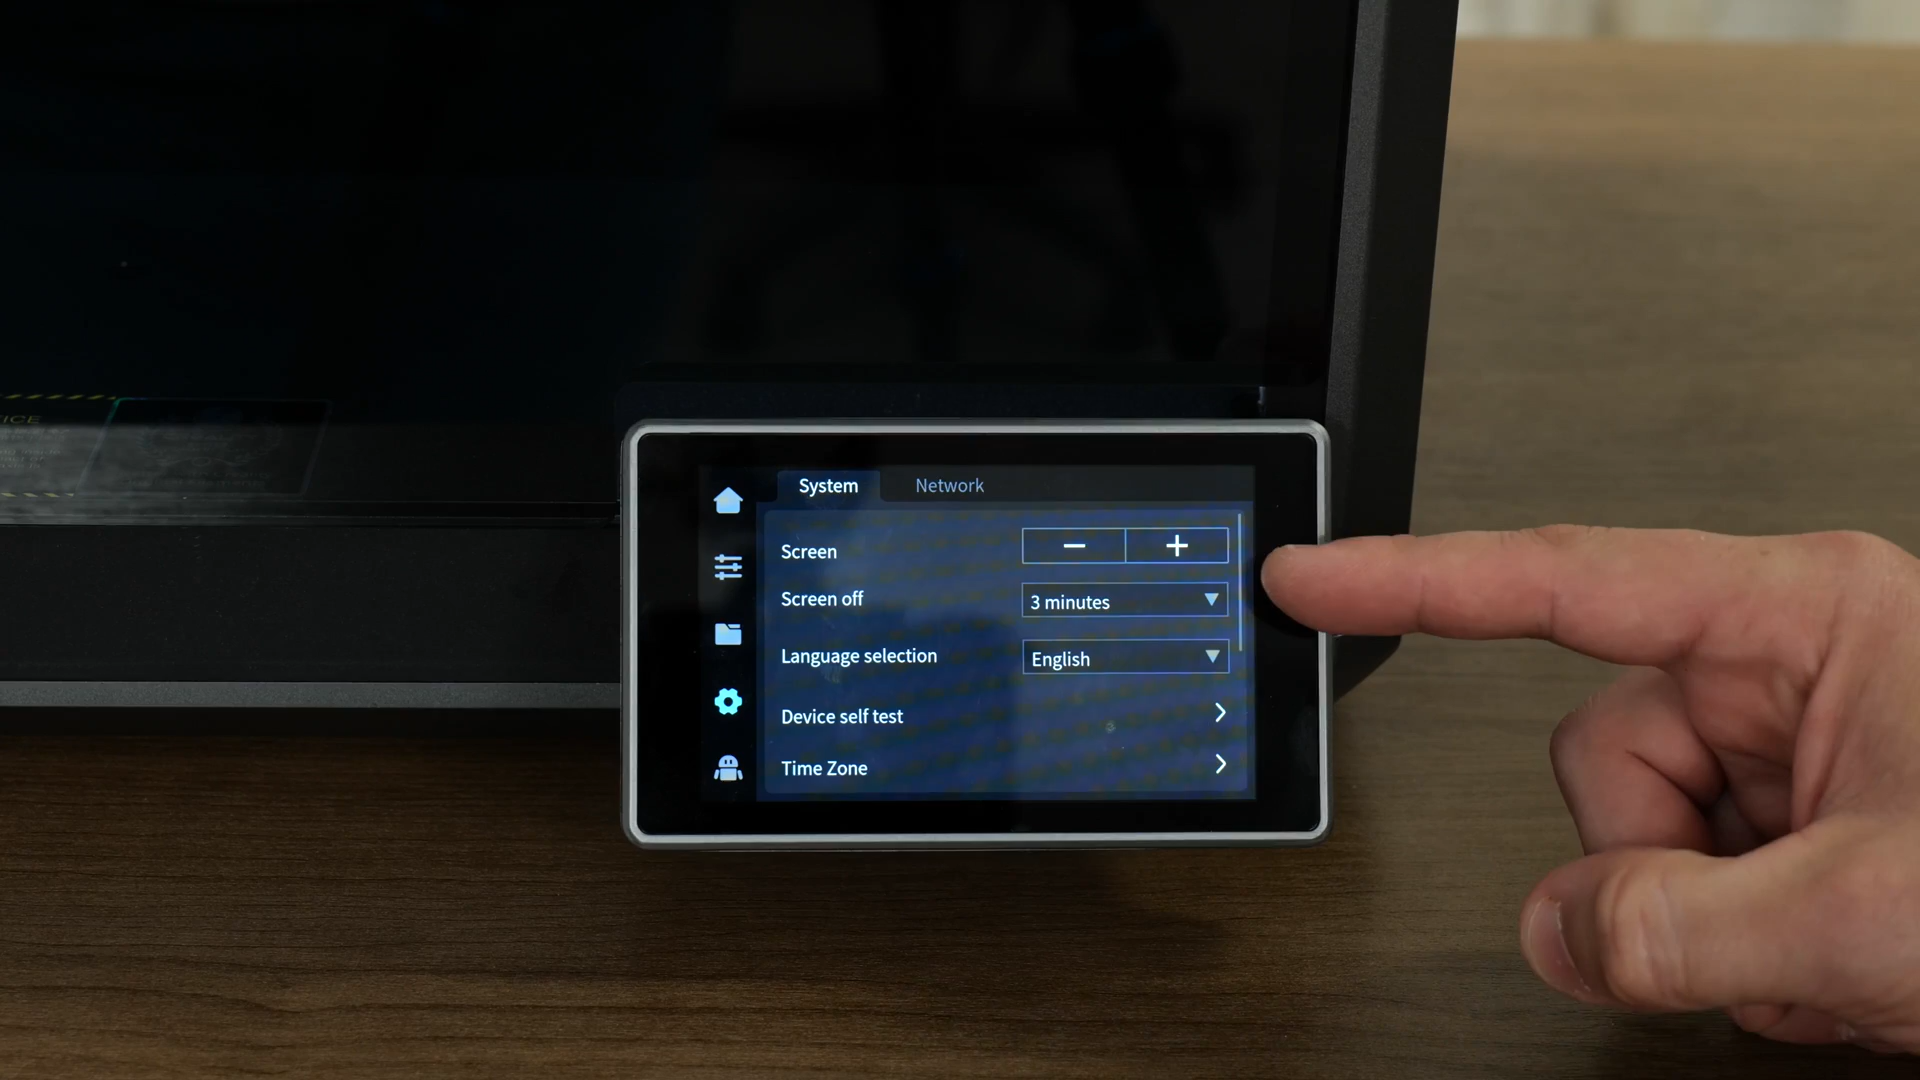 System
Network
Screen
− +
Screen off
3 minutes
Language selection
English
Device self test
Time Zone